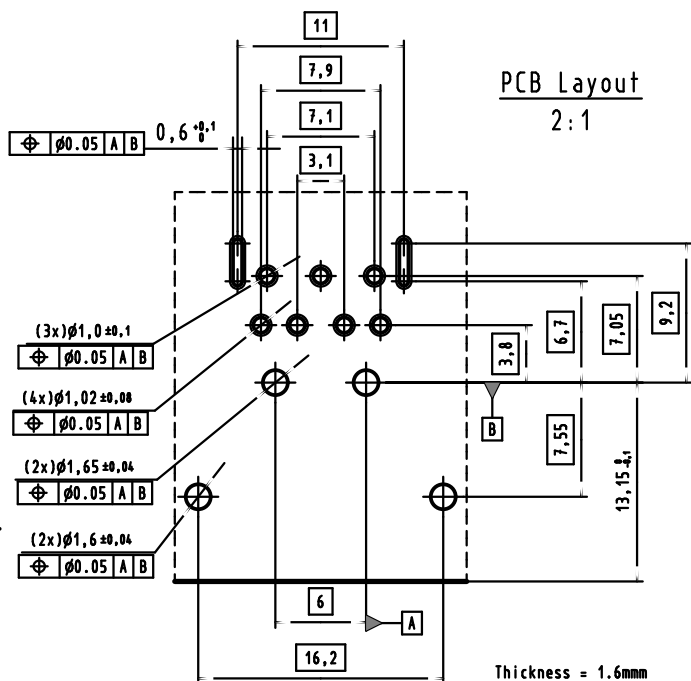 11
7,9
PCB Layout
2:1
7,1
0,6 +0,1 0
⌖ ø0.05 A B
3,1
(3x)ø1,0 ±0,1
⌖ ø0.05 A B
(4x)ø1,02 ±0,08
⌖ ø0.05 A B
(2x)ø1,65 ±0,04
⌖ ø0.05 A B
(2x)ø1,6 ±0,04
⌖ ø0.05 A B
3,8
6,7
7,05
9,2
B
7,55
13,15 0 -0,1
6
A
16,2
Thickness = 1.6mmm